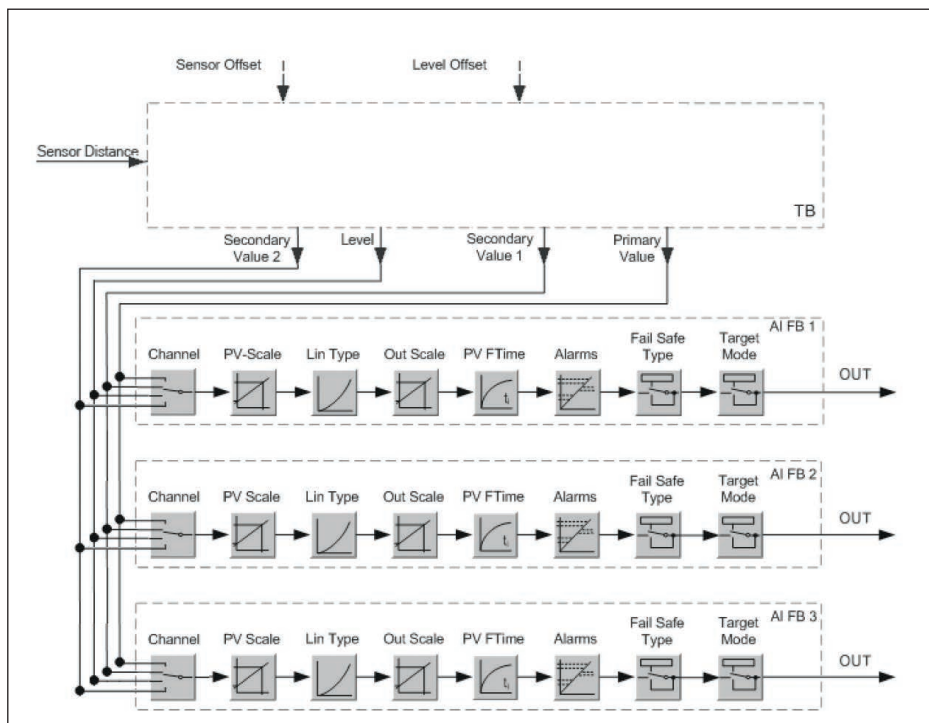 Sensor Offset
Level Offset
Sensor Distance
TB
Secondary Value 2
Level
Secondary Value 1
Primary Value
AI FB 1
Channel
PV-Scale
Lin Type
Out Scale
PV FTime
Alarms
Fail Safe Type
Target Mode
OUT
AI FB 2
Channel
PV Scale
Lin Type
Out Scale
PV FTime
Alarms
Fail Safe Type
Target Mode
OUT
AI FB 3
Channel
PV Scale
Lin Type
Out Scale
PV FTime
Alarms
Fail Safe Type
Target Mode
OUT